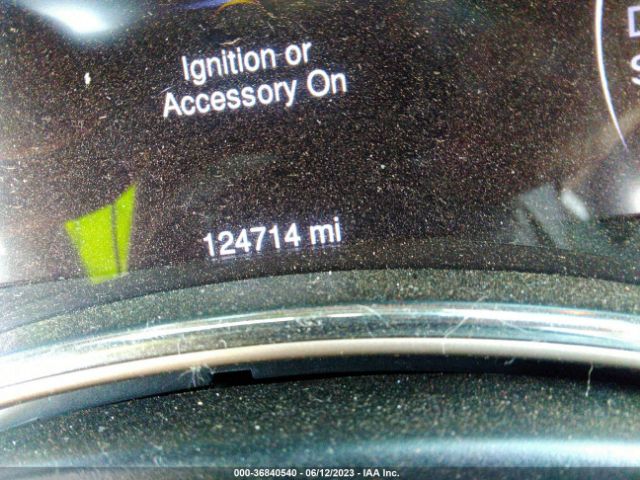 Ignition or
Accessory On
D
S
124714 mi
000-36840540 - 06/12/2023 - IAA Inc.